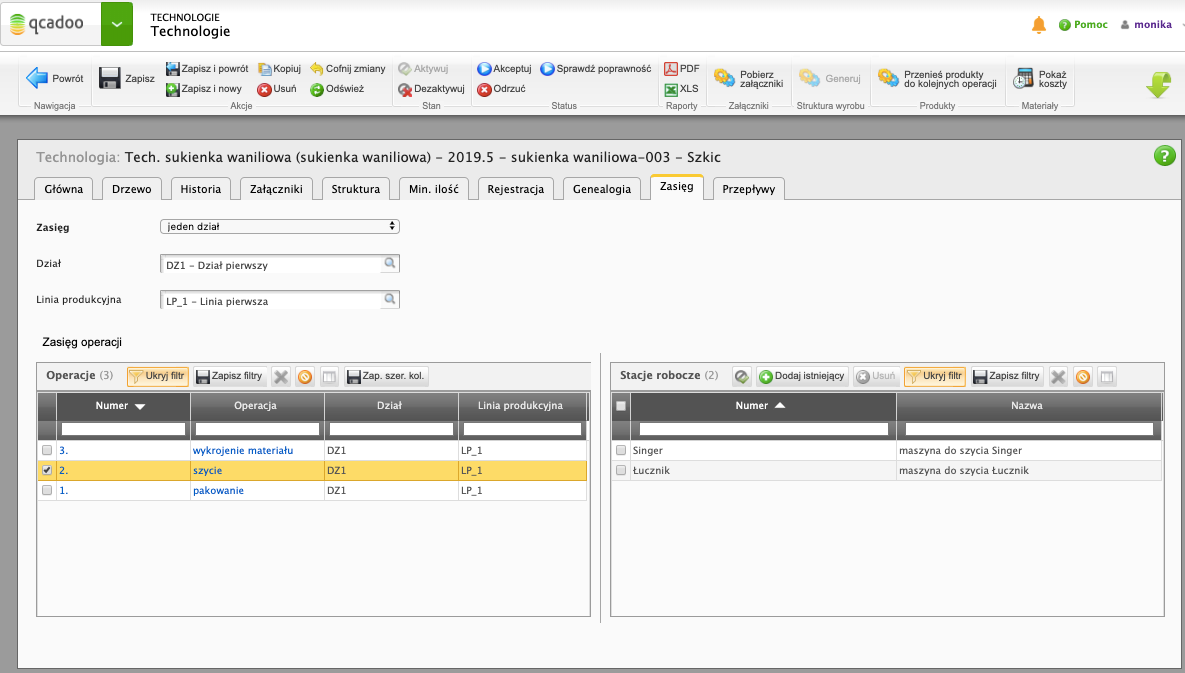 qcadoo
TECHNOLOGIE
Technologie
Pomoc
monika
Powrót
Nawigacja
Zapisz
Zapisz i powrót
Kopiuj
Cofnij zmiany
Zapisz i nowy
Usuń
Odśwież
Akcje
Aktywuj
Dezaktywuj
Stan
Akceptuj
Sprawdź poprawność
Odrzuć
Status
PDF
XLS
Raporty
Pobierz
załączniki
Załączniki
Generuj
Struktura wyrobu
Przenieś produkty
do kolejnych operacji
Produkty
Pokaż
koszty
Materiały
Technologia: Tech. sukienka waniliowa (sukienka waniliowa) - 2019.5 - sukienka waniliowa-003 - Szkic
Główna
Drzewo
Historia
Załączniki
Struktura
Min. ilość
Rejestracja
Genealogia
Zasięg
Przepływy
Zasięg
jeden dział
Dział
DZ1 - Dział pierwszy
Linia produkcyjna
LP_1 - Linia pierwsza
Zasięg operacji
Operacje (3)
Ukryj filtr
Zapisz filtry
Zap. szer. kol.
Numer
Operacja
Dział
Linia produkcyjna
3.
wykrojenie materiału
DZ1
LP_1
2.
szycie
DZ1
LP_1
1.
pakowanie
DZ1
LP_1
Stacje robocze (2)
Dodaj istniejący
Usuń
Ukryj filtr
Zapisz filtry
Numer
Nazwa
Singer
maszyna do szycia Singer
Łucznik
maszyna do szycia Łucznik